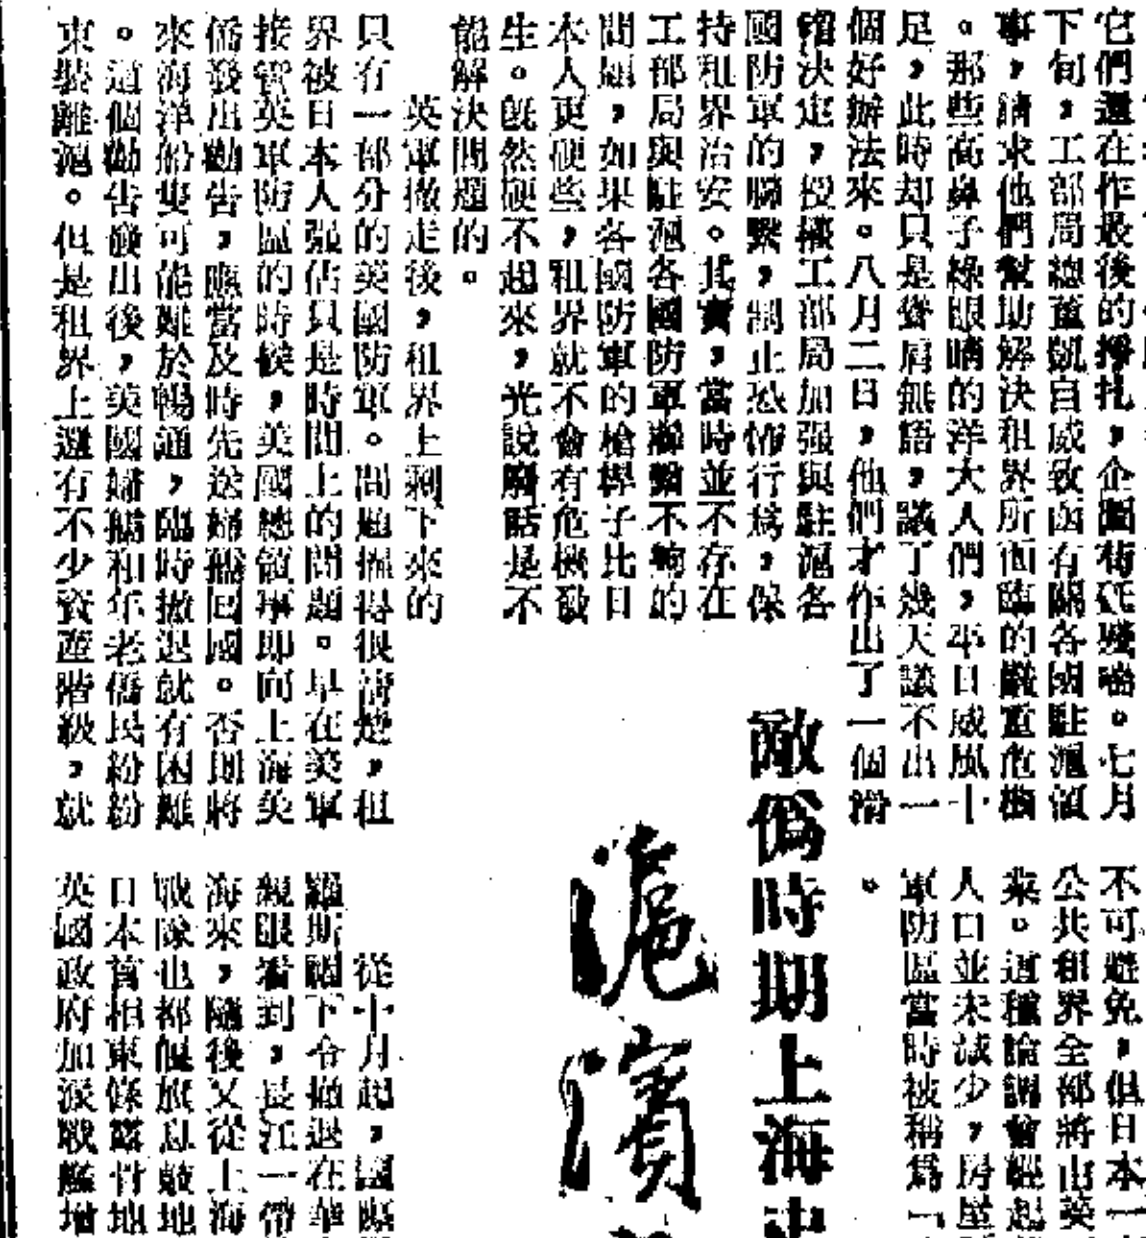 它們還在作最後的掙扎，企圖苟延殘喘。七月
下旬，工部局總董凱自威致函有關各國駐滬領
事，請求他們幫助解決租界所面臨的嚴重危機
。那些高鼻子綠眼睛的洋大人們，平日威風十
足，此時却只是聳肩無語，議了幾天議不出一
個好辦法來。八月二日，他們才作出了一個滑
稽決定，授權工部局加强與駐滬各
國防軍的聯繫，制止恐怖行爲，保
持租界治安。其實，當時並不存在
工部局與駐滬各國防軍聯繫不夠的
問題，如果各國防軍的槍桿子比日
本人更硬些，租界就不會有危機發
生。旣然硬不起來，光說廢話是不
能解決問題的。
英軍撤走後，租界上剩下來的
只有一部分的美國防軍。問題擺得很清楚，租
界被日本人强佔只是時間上的問題。早在美軍
接管英軍防區的時候，美國總領事即向上海美
僑發出勸告，應當及時先送婦孺回國。否則將
來海洋船隻可能難於暢通，臨時撤退就有困難
。這個勸告發出後，美國婦孺和年老僑民紛紛
束裝離滬。但是租界上還有不少資產階級，就
敵僞時期上海
滬濱
不可避免，但日本一
公共租界全部將由英
業。這種論調曾經起
人口並未減少，房屋
軍防區當時被稱爲「
。
從十月起，國際
羅斯福下令撤退在華
親眼看到，長江一帶
海來，隨後又從上海
戰隊也都偃旗息鼓地
日本首相東條露骨地
英國政府加派戰艦增